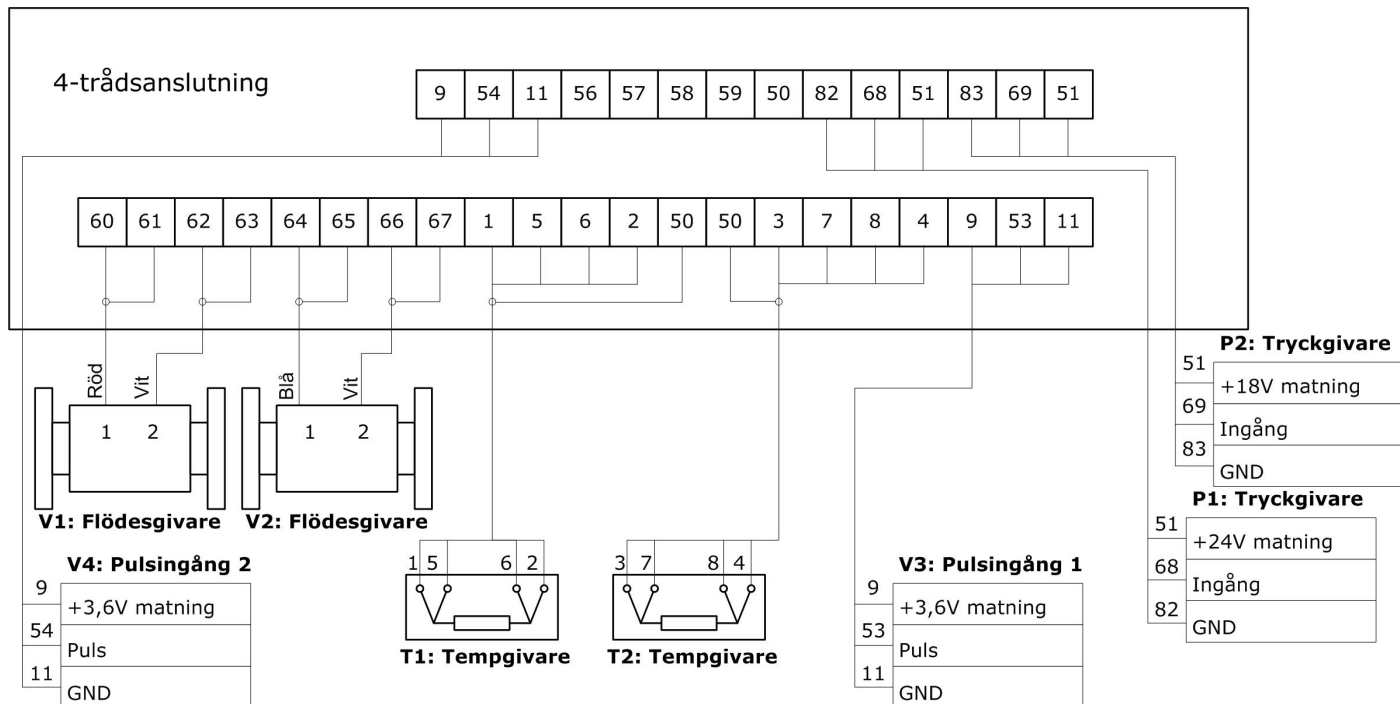 4-trådsanslutning
9 54 11 56 57 58 59 50 82 68 51 83 69 51
60 61 62 63 64 65 66 67 1 5 6 2 50 50 3 7 8 4 9 53 11
Röd Vit Blå Vit
1 2
1 2
V1: Flödesgivare
V2: Flödesgivare
P2: Tryckgivare
51 +18V matning
69 Ingång
83 GND
P1: Tryckgivare
51 +24V matning
68 Ingång
82 GND
V4: Pulsingång 2
9 +3,6V matning
54 Puls
11 GND
1 5 6 2
T1: Tempgivare
3 7 8 4
T2: Tempgivare
V3: Pulsingång 1
9 +3,6V matning
53 Puls
11 GND